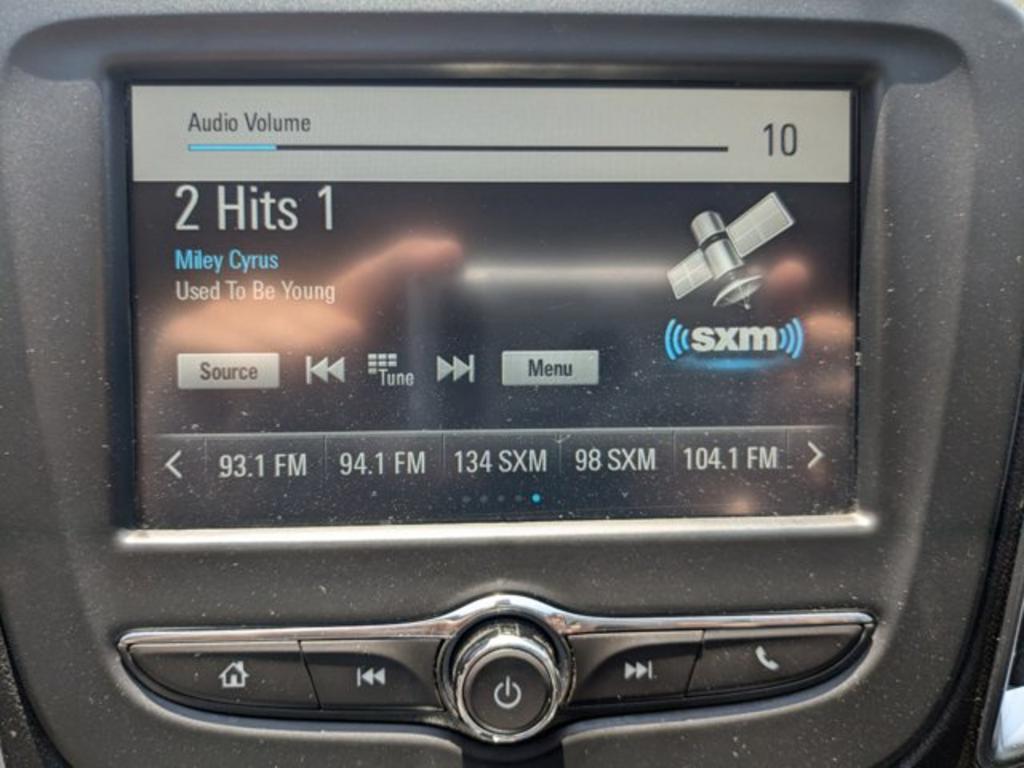 Audio Volume 10
2 Hits 1
Miley Cyrus
Used To Be Young
sxm
Source Tune Menu
93.1 FM 94.1 FM 134 SXM 98 SXM 104.1 FM